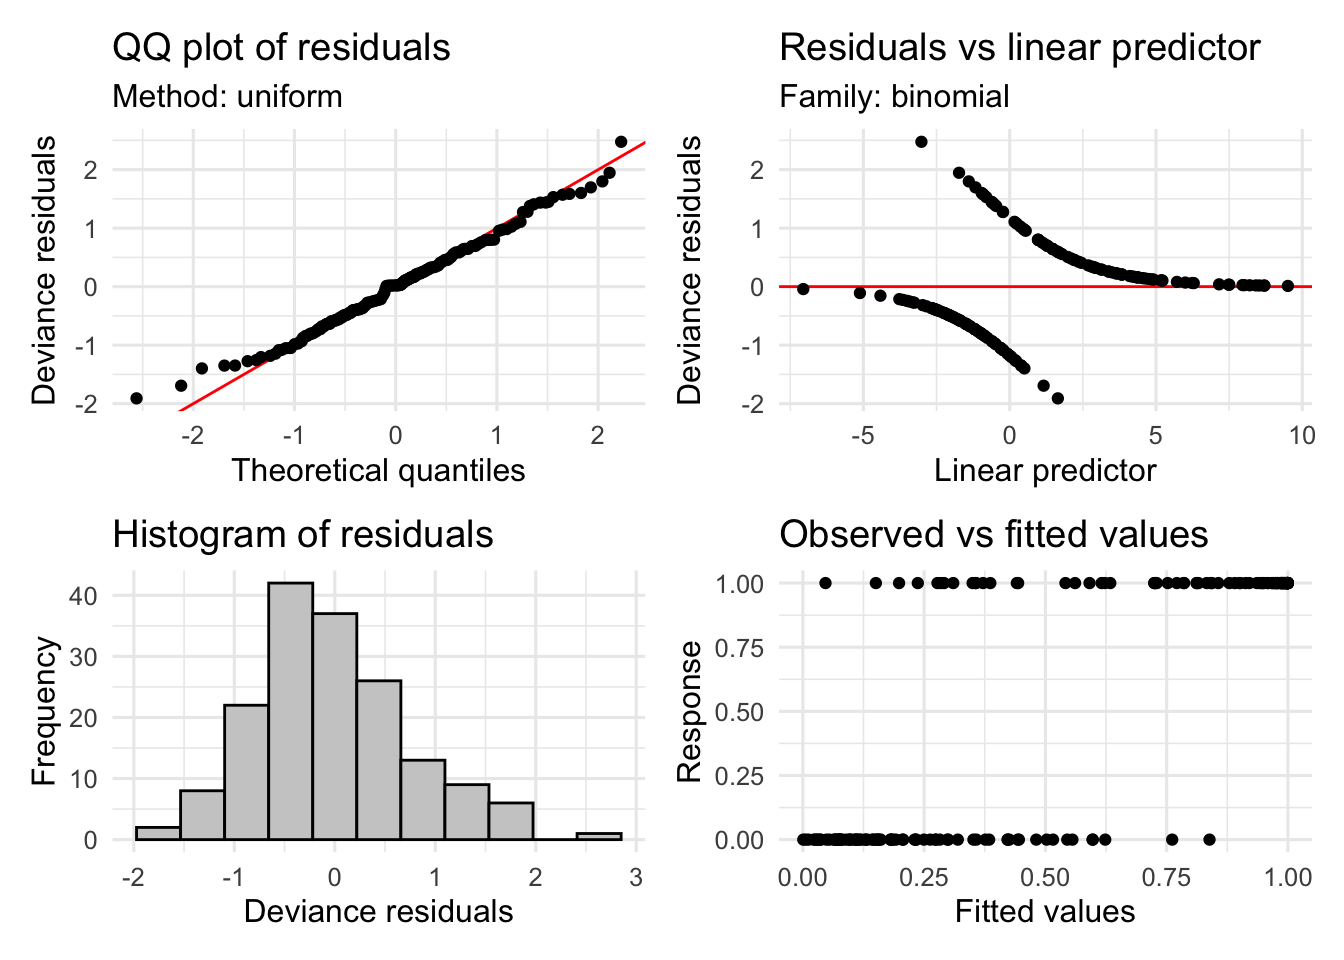 QQ plot of residuals
Method: uniform
Deviance residuals
2
1
0
-1
-2
-2 -1 0 1 2
Theoretical quantiles
Residuals vs linear predictor
Family: binomial
Deviance residuals
2
1
0
-1
-2
-5 0 5 10
Linear predictor
Histogram of residuals
Frequency
40
30
20
10
0
-2 -1 0 1 2 3
Deviance residuals
Observed vs fitted values
Response
1.00
0.75
0.50
0.25
0.00
0.00 0.25 0.50 0.75 1.00
Fitted values